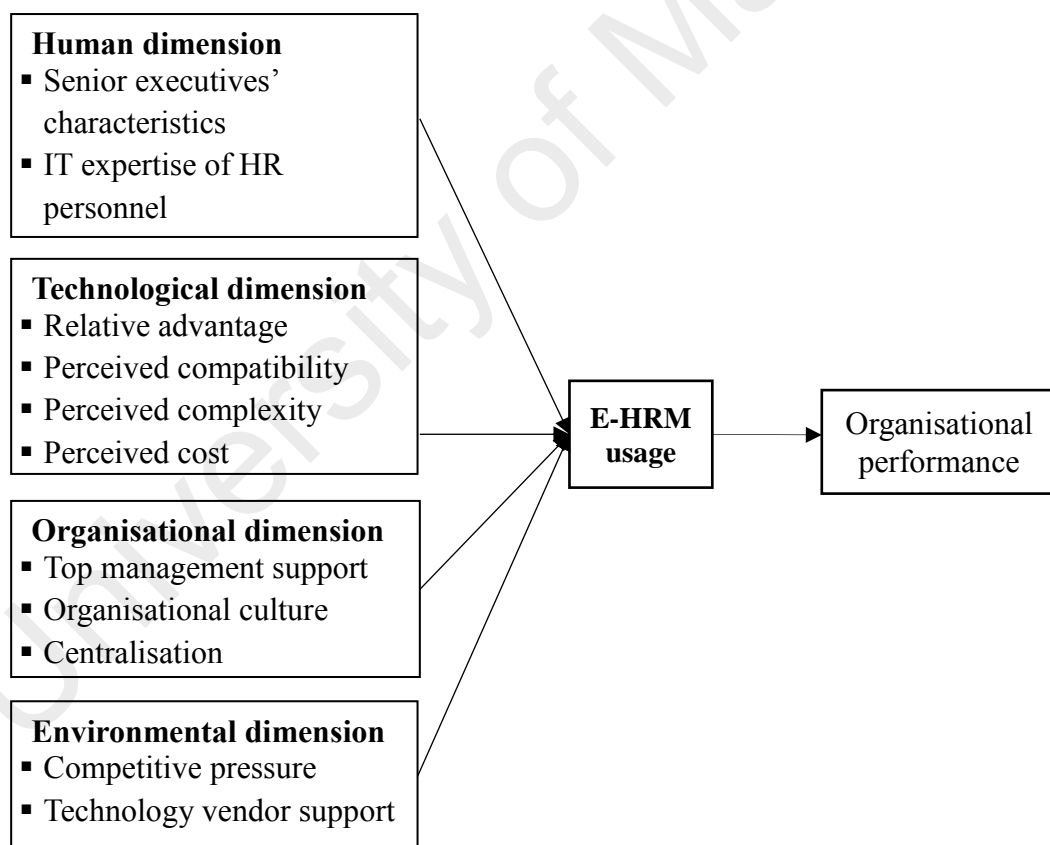 Human dimension
▪ Senior executives’
characteristics
▪ IT expertise of HR
personnel
Technological dimension
▪ Relative advantage
▪ Perceived compatibility
▪ Perceived complexity
▪ Perceived cost
Organisational dimension
▪ Top management support
▪ Organisational culture
▪ Centralisation
Environmental dimension
▪ Competitive pressure
▪ Technology vendor support
E-HRM
usage
Organisational
performance
University of